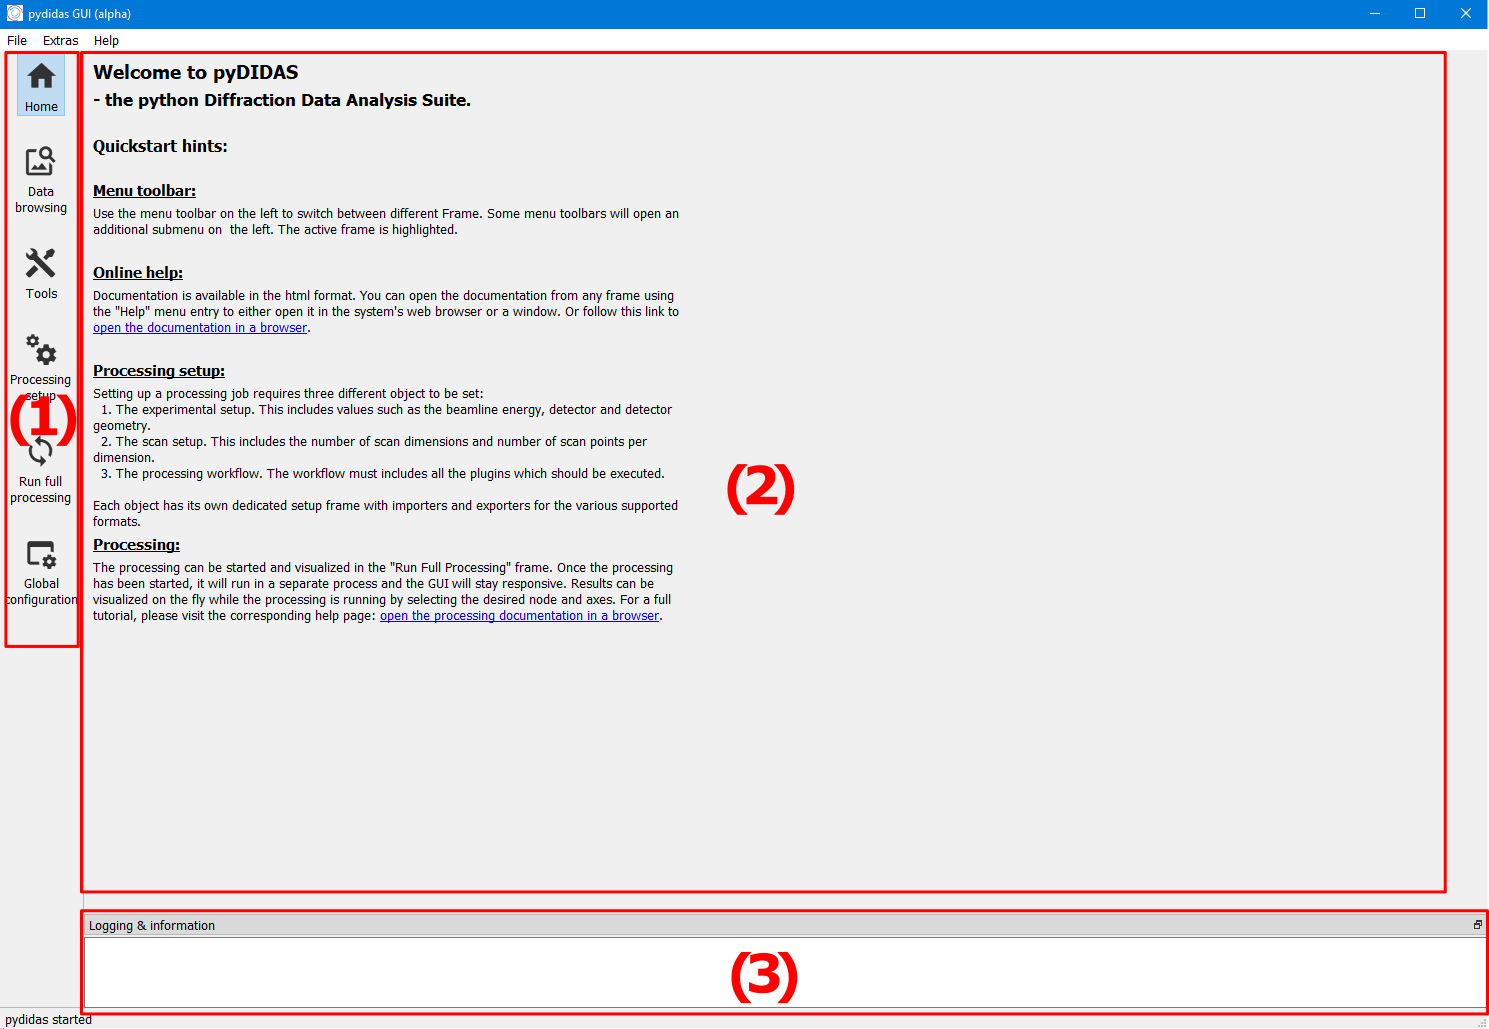 pydidas GUI (alpha)
File Extras Help
Home
Data
browsing
Tools
Processing
setup
(1)
Run full
processing
Global
configuration
Welcome to pyDIDAS
- the python Diffraction Data Analysis Suite.
Quickstart hints:
Menu toolbar:
Use the menu toolbar on the left to switch between different Frame. Some menu toolbars will open an
additional submenu on  the left. The active frame is highlighted.
Online help:
Documentation is available in the html format. You can open the documentation from any frame using
the "Help" menu entry to either open it in the system's web browser or a window. Or follow this link to
open the documentation in a browser.
Processing setup:
Setting up a processing job requires three different object to be set:
1. The experimental setup. This includes values such as the beamline energy, detector and detector
geometry.
2. The scan setup. This includes the number of scan dimensions and number of scan points per
dimension.
3. The processing workflow. The workflow must includes all the plugins which should be executed.
Each object has its own dedicated setup frame with importers and exporters for the various supported
formats.
Processing:
The processing can be started and visualized in the "Run Full Processing" frame. Once the processing
has been started, it will run in a separate process and the GUI will stay responsive. Results can be
visualized on the fly while the processing is running by selecting the desired node and axes. For a full
tutorial, please visit the corresponding help page: open the processing documentation in a browser.
(2)
Logging & information
(3)
pydidas started